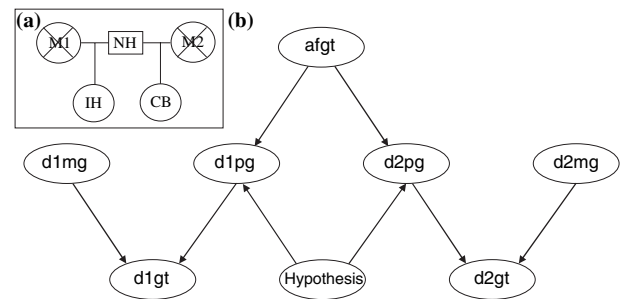 (a)
M1 NH M2
IH CB
(b)
afgt
d1mg d1pg d2pg d2mg
d1gt Hypothesis d2gt